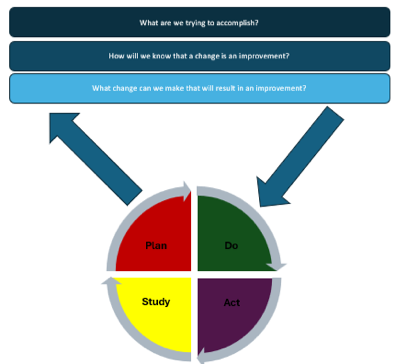 What are we trying to accomplish?
How will we know that a change is an improvement?
What change can we make that will result in an improvement?
Plan
Do
Study
Act